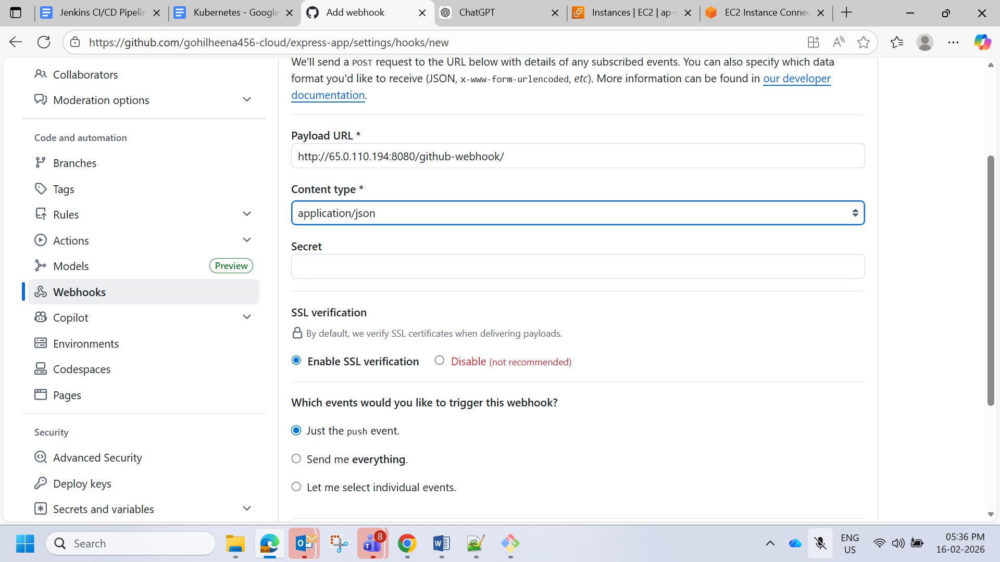 Jenkins CI/CD Pipelin
Kubernetes - Google
Add webhook
ChatGPT
Instances | EC2 | ap-s
EC2 Instance Connec
https://github.com/gohilheena456-cloud/express-app/settings/hooks/new
Collaborators
Moderation options
Code and automation
Branches
Tags
Rules
Actions
Models
Preview
Webhooks
Copilot
Environments
Codespaces
Pages
Security
Advanced Security
Deploy keys
Secrets and variables
We'll send a POST request to the URL below with details of any subscribed events. You can also specify which data
format you'd like to receive (JSON, x-www-form-urlencoded, etc). More information can be found in our developer
documentation.
Payload URL *
http://65.0.110.194:8080/github-webhook/
Content type *
application/json
Secret
SSL verification
By default, we verify SSL certificates when delivering payloads.
Enable SSL verification
Disable (not recommended)
Which events would you like to trigger this webhook?
Just the push event.
Send me everything.
Let me select individual events.
Search
8
ENG
US
05:36 PM
16-02-2026